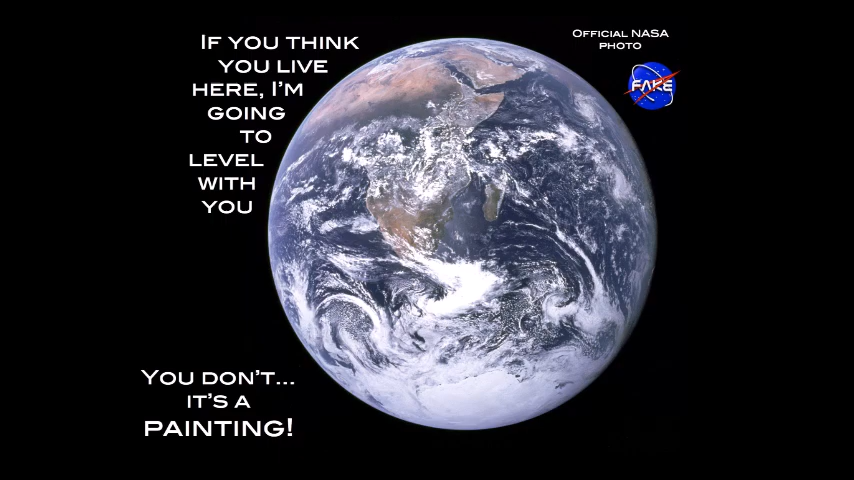 If you think
you live
here, I'm
going
to
level
with
you
Official NASA
photo
FAKE
You don't...
it's a
painting!